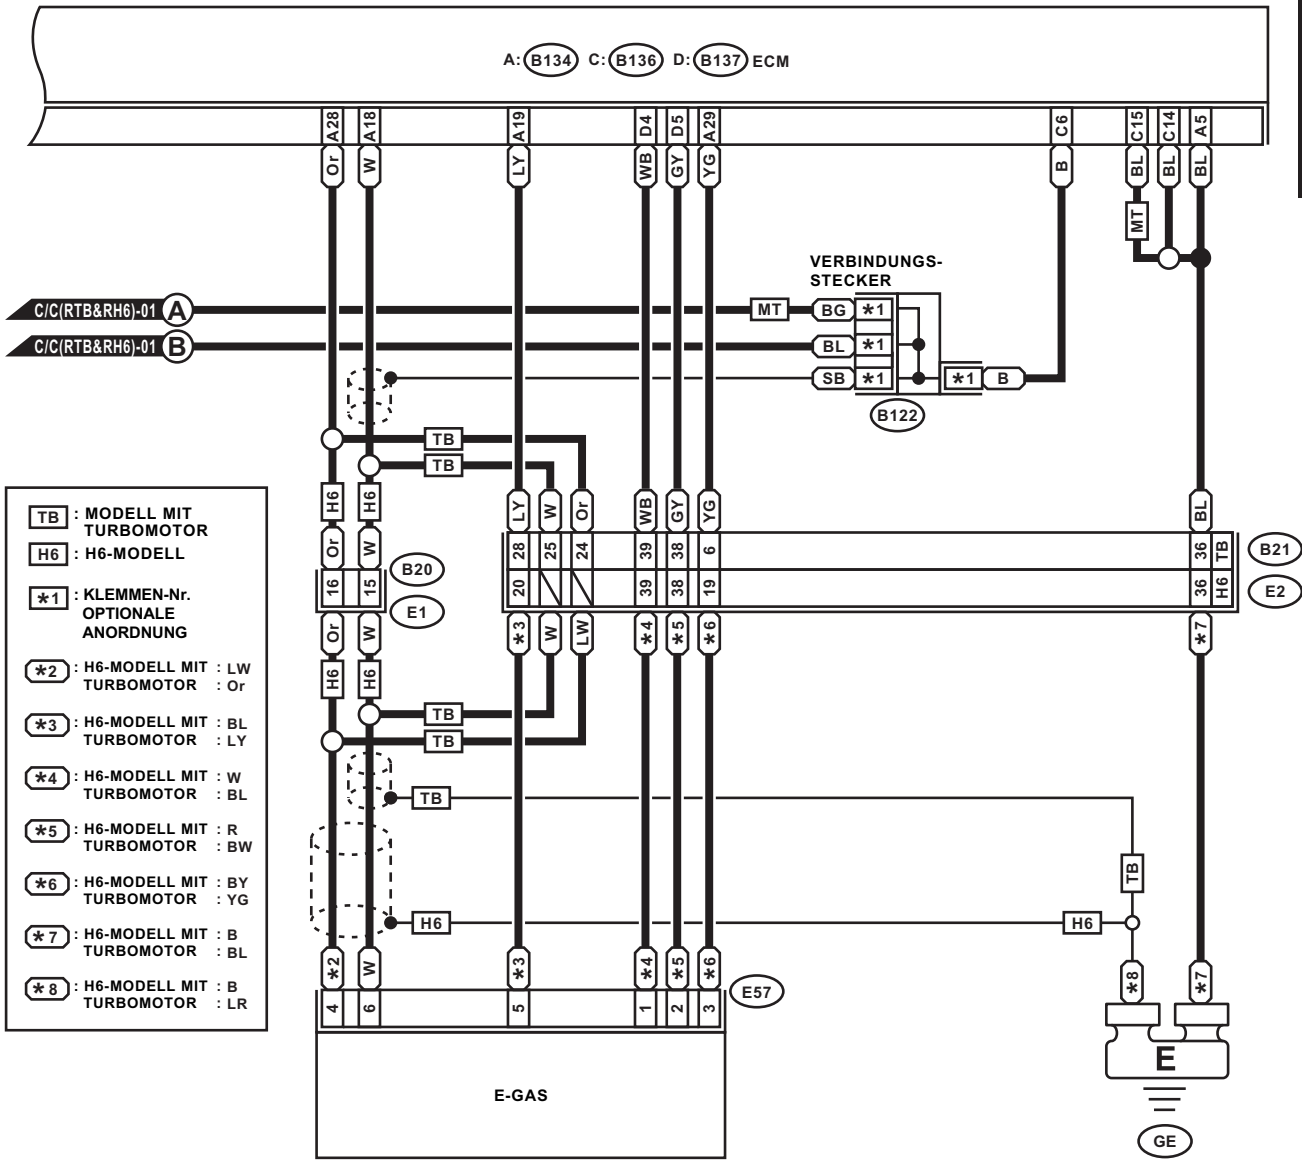 A: B134 C: B136 D: B137 ECM
A28 A18 A19 D4 D5 A29 C6 C15 C14 A5
Or W LY WB GY YG B BL BL BL
MT
VERBINDUNGS-
STECKER
C/C(RTB&RH6)-01 A MT BG *1
C/C(RTB&RH6)-01 B BL *1
SB *1 *1 B
B122
TB
TB
H6 H6 LY W Or WB GY YG BL
Or W 28 25 24 39 38 6 36 TB B21
16 15 B20 20 39 38 19 36 H6 E2
E1
Or W *3 W LW *4 *5 *6 *7
H6 H6
TB
TB
TB
TB
H6 H6
*2 W *3 *4 *5 *6 *8 *7
4 6 5 1 2 3 E57
E-GAS
E
GE
TB : MODELL MIT
TURBOMOTOR
H6 : H6-MODELL
*1 : KLEMMEN-Nr.
OPTIONALE
ANORDNUNG
*2 : H6-MODELL MIT : LW
TURBOMOTOR : Or
*3 : H6-MODELL MIT : BL
TURBOMOTOR : LY
*4 : H6-MODELL MIT : W
TURBOMOTOR : BL
*5 : H6-MODELL MIT : R
TURBOMOTOR : BW
*6 : H6-MODELL MIT : BY
TURBOMOTOR : YG
*7 : H6-MODELL MIT : B
TURBOMOTOR : BL
*8 : H6-MODELL MIT : B
TURBOMOTOR : LR